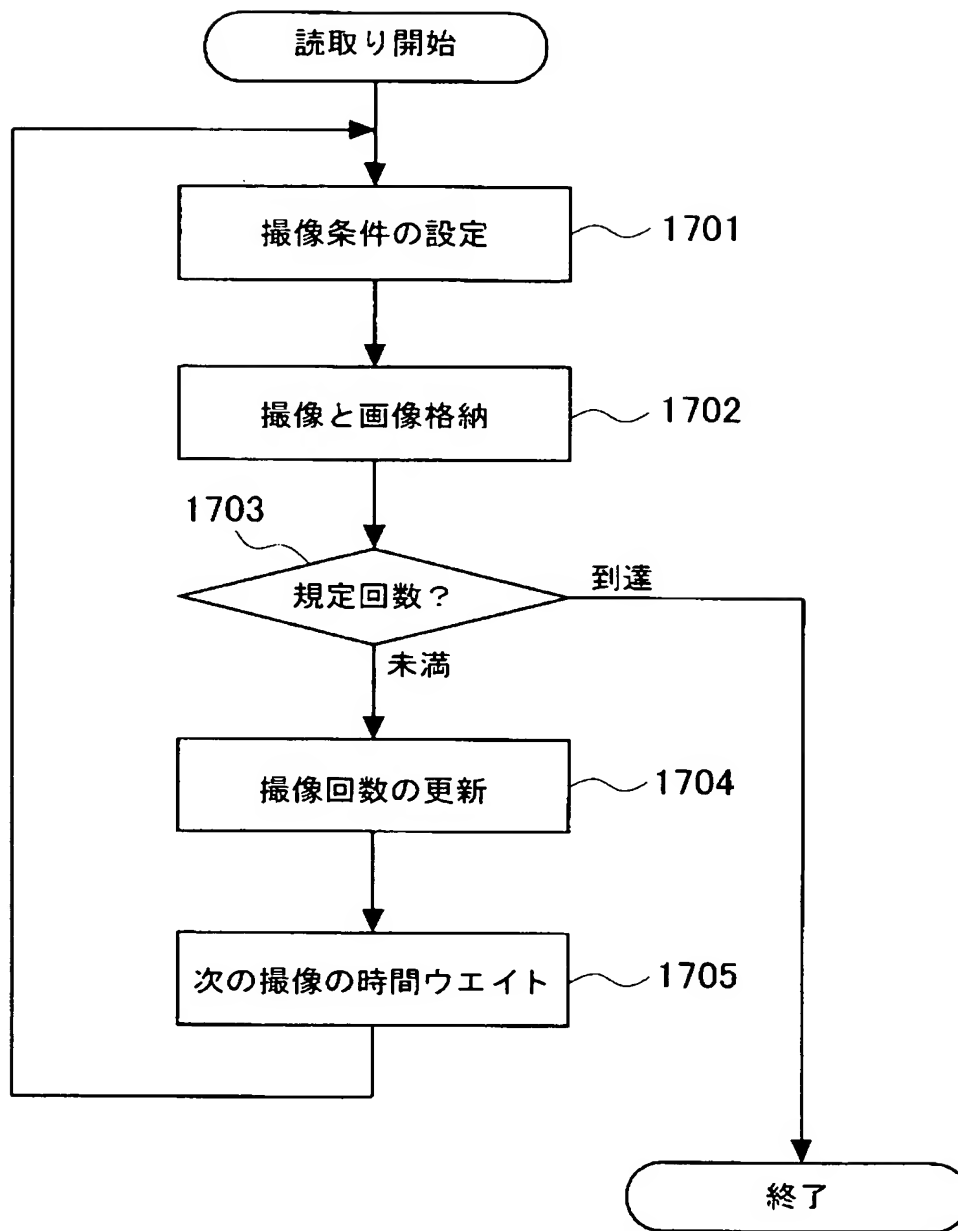 読取り開始
撮像条件の設定
1701
撮像と画像格納
1702
1703
規定回数?
到達
未満
撮像回数の更新
1704
次の撮像の時間ウエイト
1705
終了